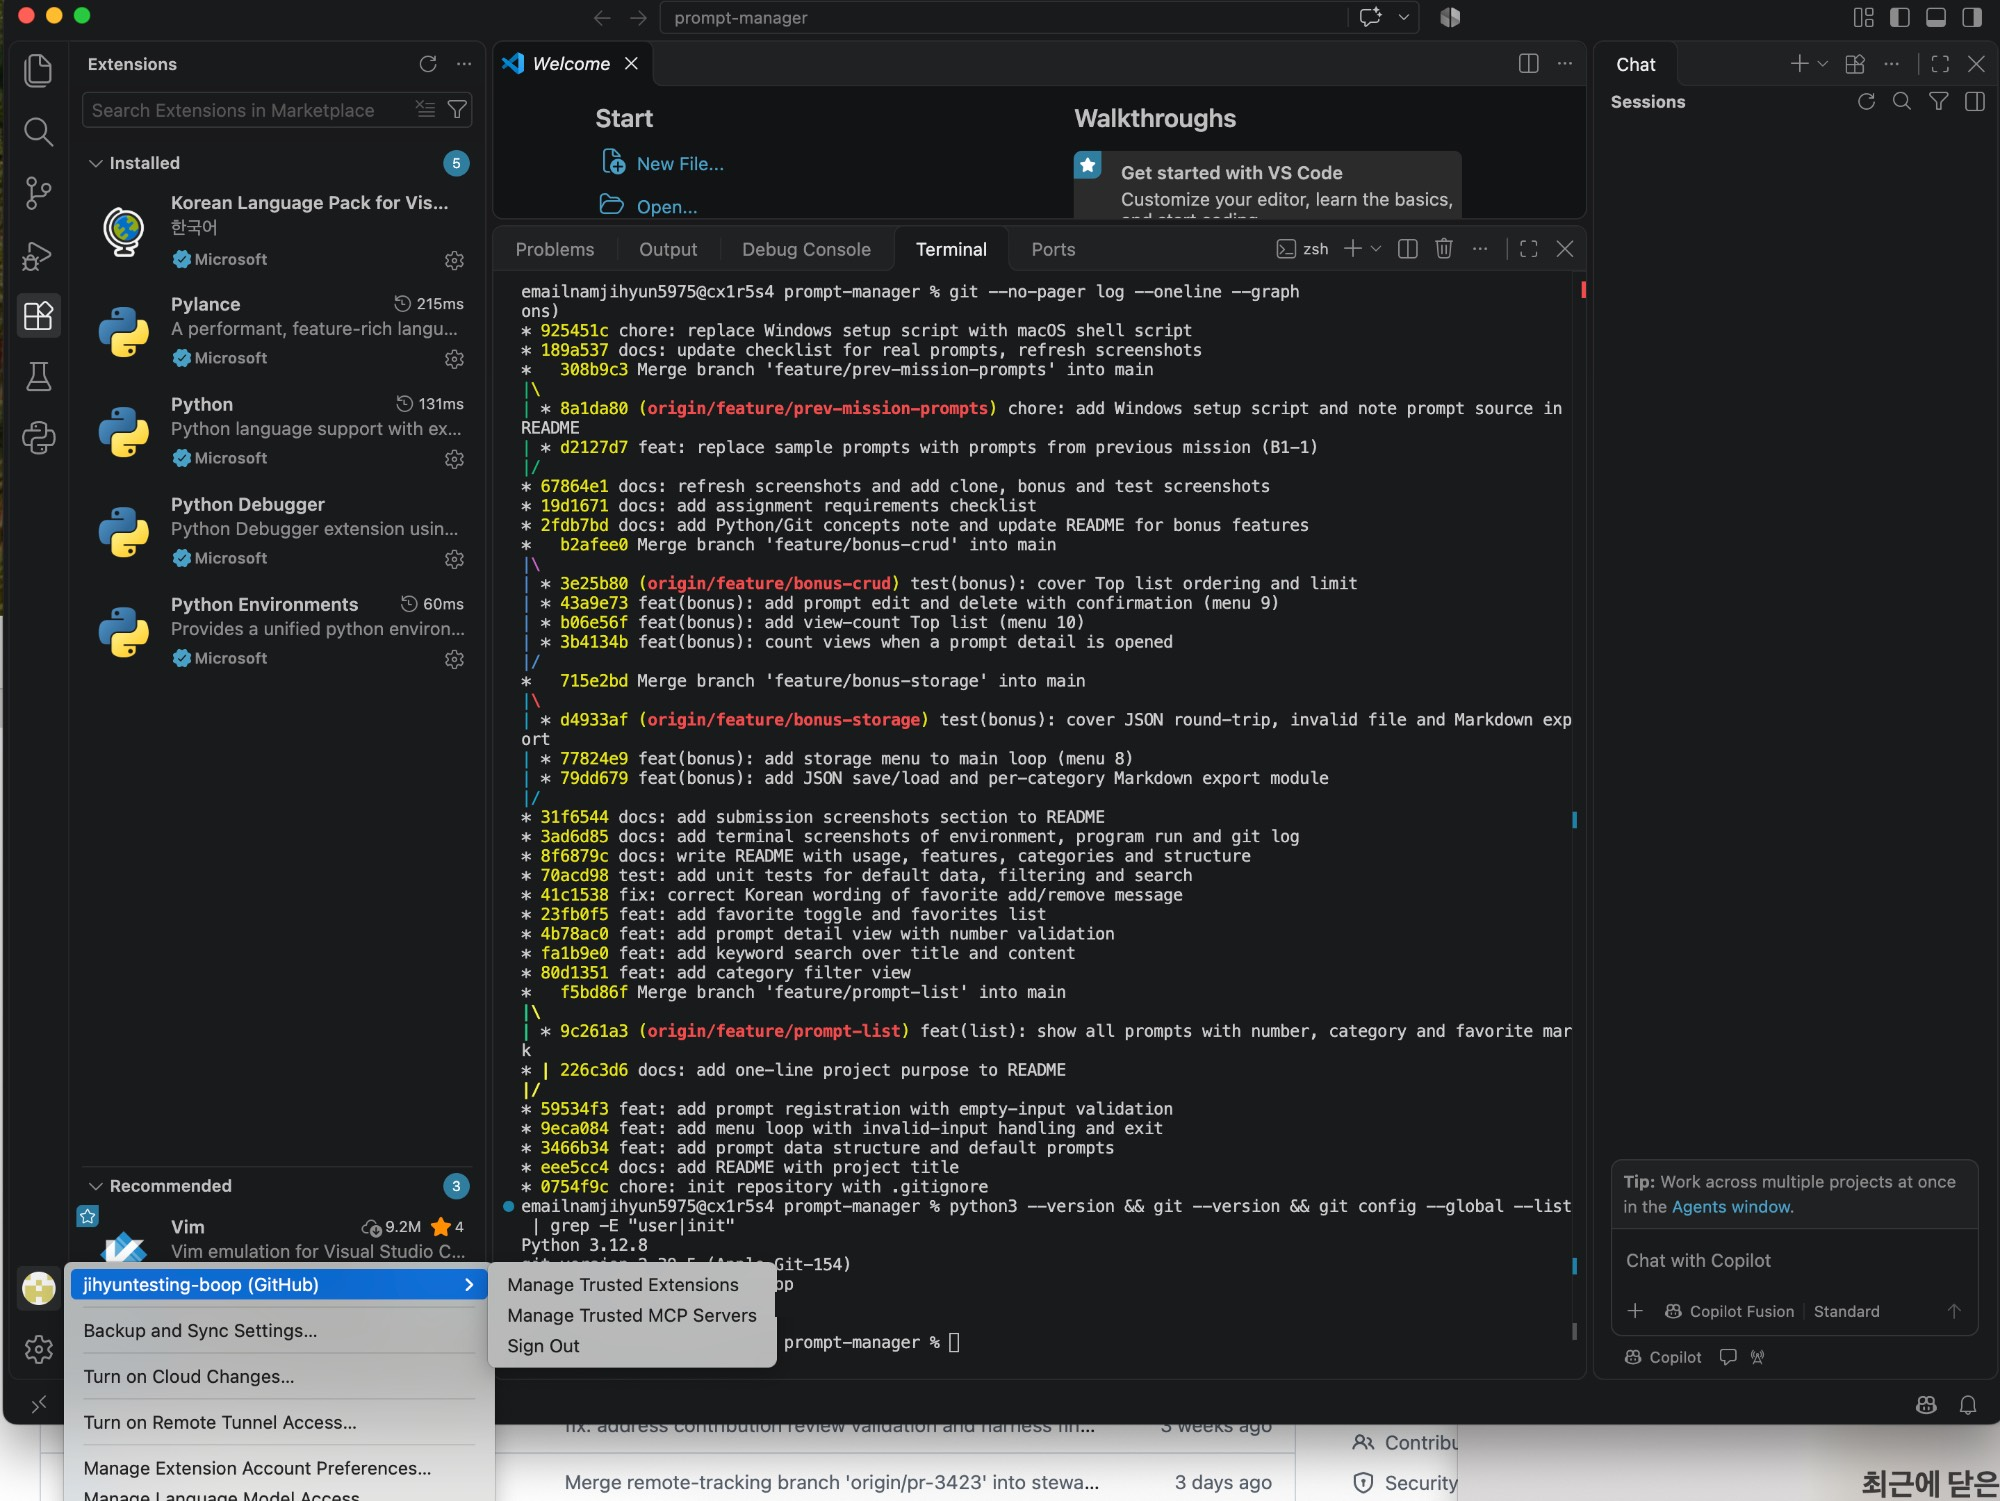 prompt-manager
Extensions
Search Extensions in Marketplace
Installed
5
Korean Language Pack for Vis...
한국어
Microsoft
Pylance
215ms
A performant, feature-rich langu...
Microsoft
Python
131ms
Python language support with ex...
Microsoft
Python Debugger
Python Debugger extension usin...
Microsoft
Python Environments
60ms
Provides a unified python environ...
Microsoft
Recommended
3
Vim
9.2M
4
Vim emulation for Visual Studio C...
jihyuntesting-boop (GitHub)
Backup and Sync Settings...
Turn on Cloud Changes...
Turn on Remote Tunnel Access...
Manage Extension Account Preferences...
Manage Language Model Access
Manage Trusted Extensions
Manage Trusted MCP Servers
Sign Out
Welcome
Start
New File...
Open...
Walkthroughs
Get started with VS Code
Customize your editor, learn the basics,
and start coding
Problems
Output
Debug Console
Terminal
Ports
zsh
emailnamjihyun5975@cx1r5s4 prompt-manager % git --no-pager log --oneline --graph
ons)
* 925451c chore: replace Windows setup script with macOS shell script
* 189a537 docs: update checklist for real prompts, refresh screenshots
*   308b9c3 Merge branch 'feature/prev-mission-prompts' into main
|\
| * 8a1da80 (origin/feature/prev-mission-prompts) chore: add Windows setup script and note prompt source in
README
| * d2127d7 feat: replace sample prompts with prompts from previous mission (B1-1)
|/
* 67864e1 docs: refresh screenshots and add clone, bonus and test screenshots
* 19d1671 docs: add assignment requirements checklist
* 2fdb7bd docs: add Python/Git concepts note and update README for bonus features
*   b2afee0 Merge branch 'feature/bonus-crud' into main
|\
| * 3e25b80 (origin/feature/bonus-crud) test(bonus): cover Top list ordering and limit
| * 43a9e73 feat(bonus): add prompt edit and delete with confirmation (menu 9)
| * b06e56f feat(bonus): add view-count Top list (menu 10)
| * 3b4134b feat(bonus): count views when a prompt detail is opened
|/
*   715e2bd Merge branch 'feature/bonus-storage' into main
|\
| * d4933af (origin/feature/bonus-storage) test(bonus): cover JSON round-trip, invalid file and Markdown exp
ort
| * 77824e9 feat(bonus): add storage menu to main loop (menu 8)
| * 79dd679 feat(bonus): add JSON save/load and per-category Markdown export module
|/
* 31f6544 docs: add submission screenshots section to README
* 3ad6d85 docs: add terminal screenshots of environment, program run and git log
* 8f6879c docs: write README with usage, features, categories and structure
* 70acd98 test: add unit tests for default data, filtering and search
* 41c1538 fix: correct Korean wording of favorite add/remove message
* 23fb0f5 feat: add favorite toggle and favorites list
* 4b78ac0 feat: add prompt detail view with number validation
* fa1b9e0 feat: add keyword search over title and content
* 80d1351 feat: add category filter view
*   f5bd86f Merge branch 'feature/prompt-list' into main
|\
| * 9c261a3 (origin/feature/prompt-list) feat(list): show all prompts with number, category and favorite mar
k
* | 226c3d6 docs: add one-line project purpose to README
|/
* 59534f3 feat: add prompt registration with empty-input validation
* 9eca084 feat: add menu loop with invalid-input handling and exit
* 3466b34 feat: add prompt data structure and default prompts
* eee5cc4 docs: add README with project title
* 0754f9c chore: init repository with .gitignore
emailnamjihyun5975@cx1r5s4 prompt-manager % python3 --version && git --version && git config --global --list
| grep -E "user|init"
Python 3.12.8
Git-154)
pp
prompt-manager %
Chat
Sessions
Tip: Work across multiple projects at once
in the Agents window.
Chat with Copilot
Copilot Fusion
Standard
Copilot
fix: address contribution review validation and harness fin...
3 weeks ago
Merge remote-tracking branch 'origin/pr-3423' into stewa...
3 days ago
Contribu
Security
최근에 닫은